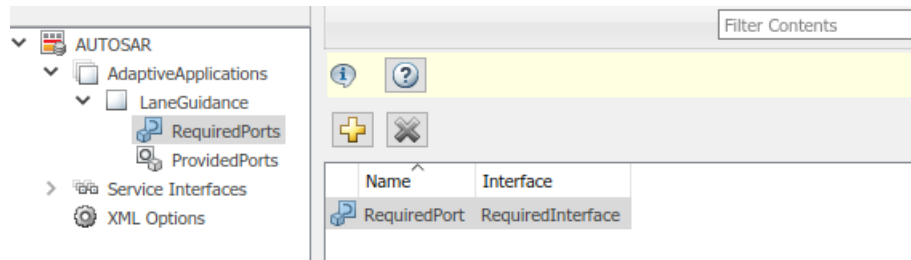 Filter Contents
AUTOSAR
AdaptiveApplications
LaneGuidance
RequiredPorts
ProvidedPorts
Service Interfaces
XML Options
Name Interface
RequiredPort RequiredInterface